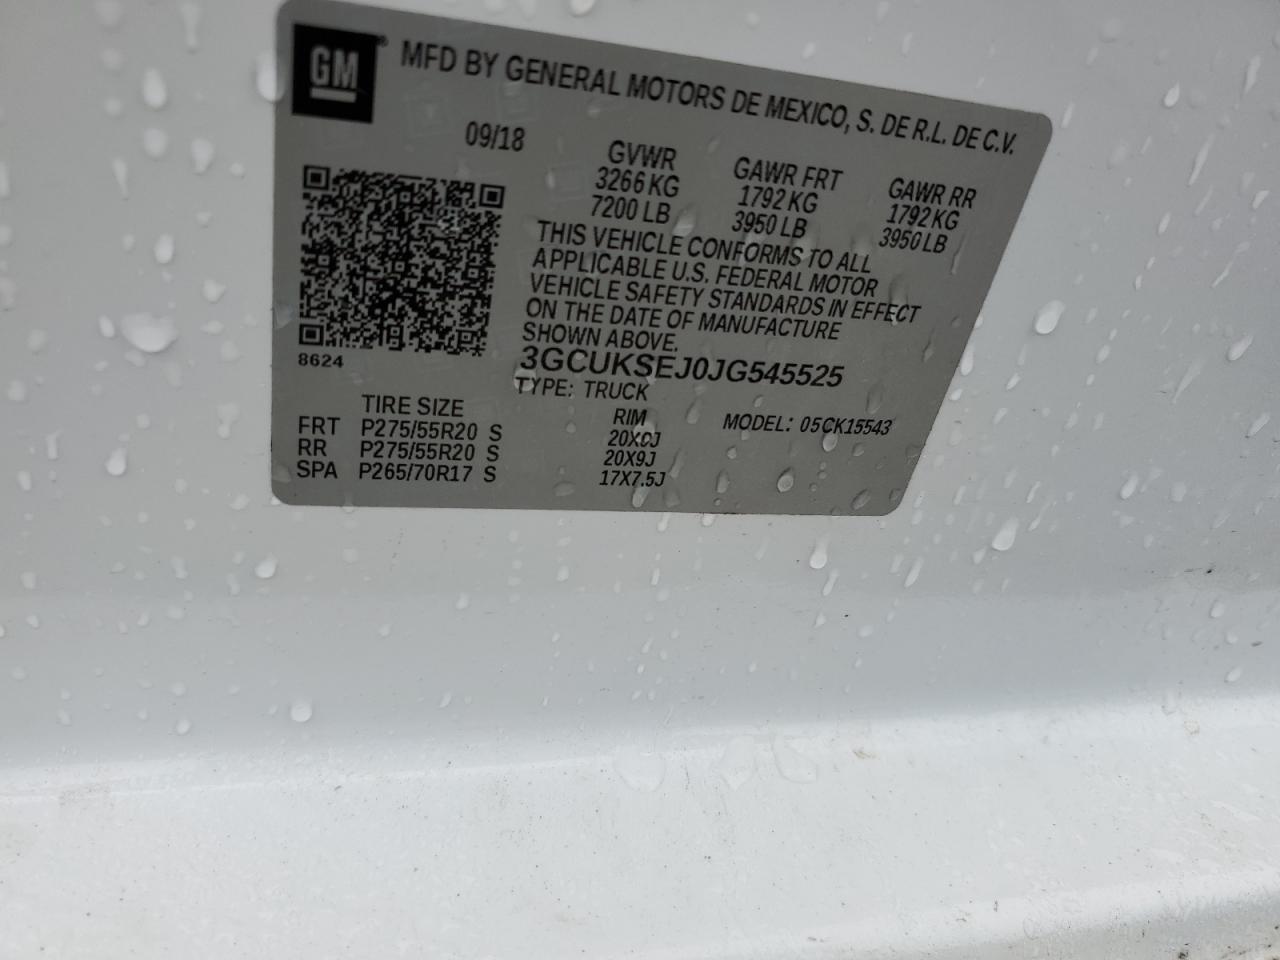 GM
MFD BY GENERAL MOTORS DE MEXICO, S. DE R.L. DE C.V.
09/18
GVWR GAWR FRT GAWR RR
3266 KG 1792 KG 1792 KG
7200 LB 3950 LB 3950 LB
THIS VEHICLE CONFORMS TO ALL
APPLICABLE U.S. FEDERAL MOTOR
VEHICLE SAFETY STANDARDS IN EFFECT
ON THE DATE OF MANUFACTURE
SHOWN ABOVE.
8624
3GCUKSEJ0JG545525
TYPE: TRUCK
TIRE SIZE RIM MODEL: 05CK15543
FRT P275/55R20 S
RR P275/55R20 S 20X9J
SPA P265/70R17 S 17X7.5J